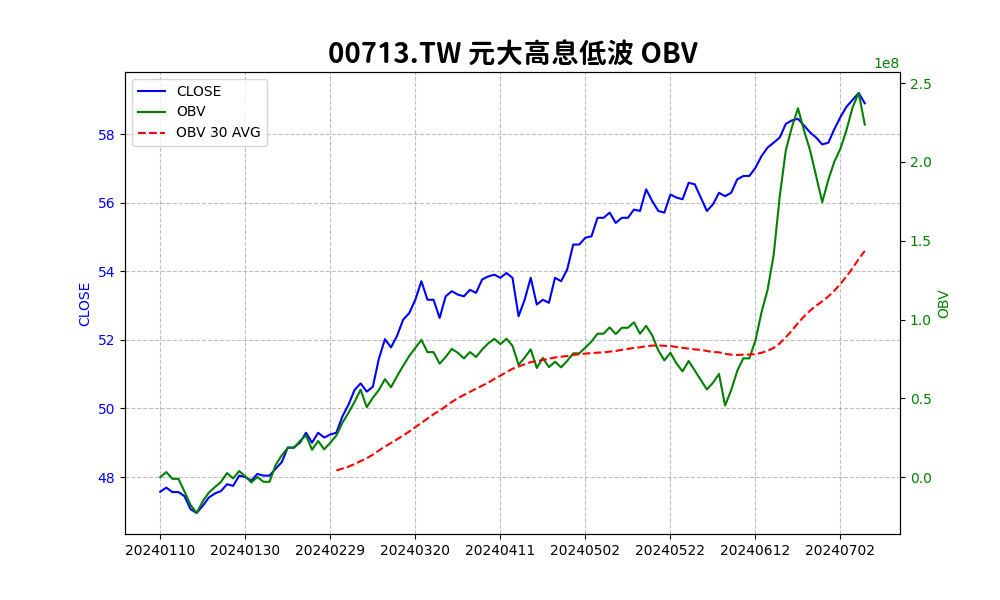 00713.TW 元大高息低波 OBV
1e8
CLOSE
OBV
OBV 30 AVG
CLOSE
58
56
54
52
50
48
2.5
2.0
1.5
1.0
0.5
0.0
OBV
20240110 20240130 20240229 20240320 20240411 20240502 20240522 20240612 20240702